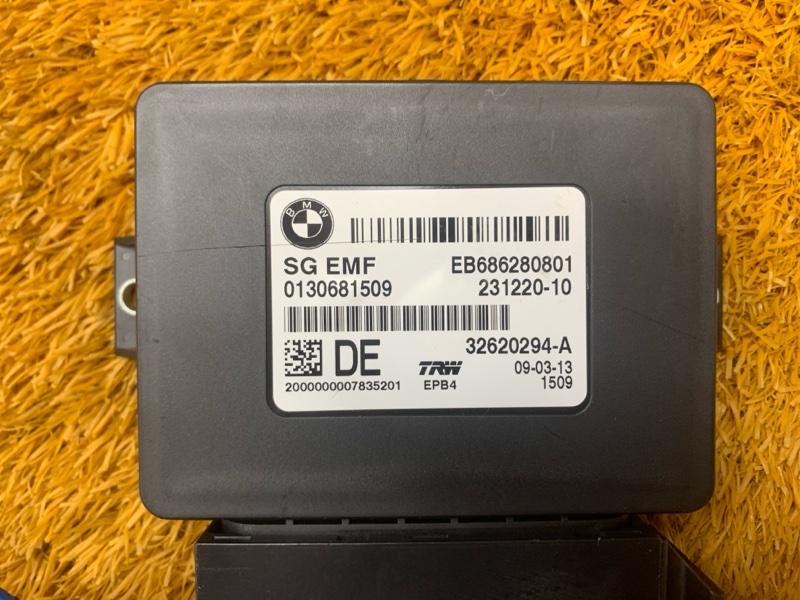 BMW
SG EMF EB686280801
0130681509 231220-10
32620294-A
DE TRW 09-03-13
2000000007835201 EPB4 1509